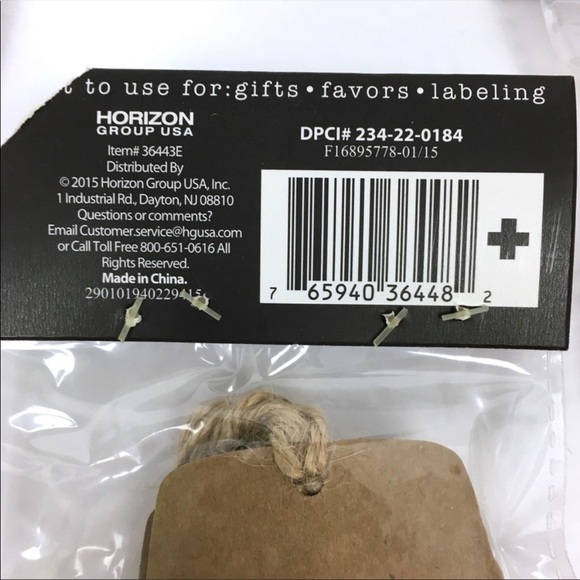 to use for:gifts • favors • labeling
HORIZON
GROUP USA
Item# 36443E
Distributed By
© 2015 Horizon Group USA, Inc.
1 Industrial Rd., Dayton, NJ 08810
Questions or comments?
Email Customer.service@hgusa.com
or Call Toll Free 800-651-0616 All
Rights Reserved.
Made in China.
DPCI# 234-22-0184
F16895778-01/15
7 65940 36448 2